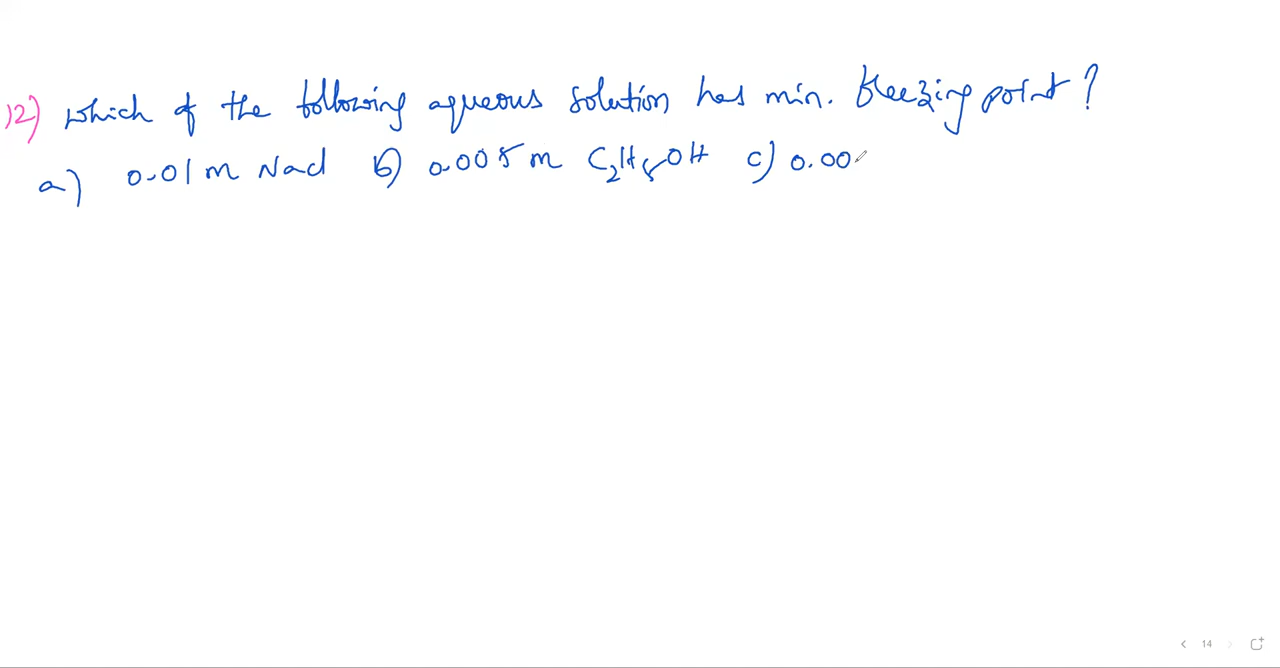 12) which of the following aqueous solution has min. freezing point ?
a) 0.01 m Nacl b) 0.005 m C₂H₅OH c) 0.00
14